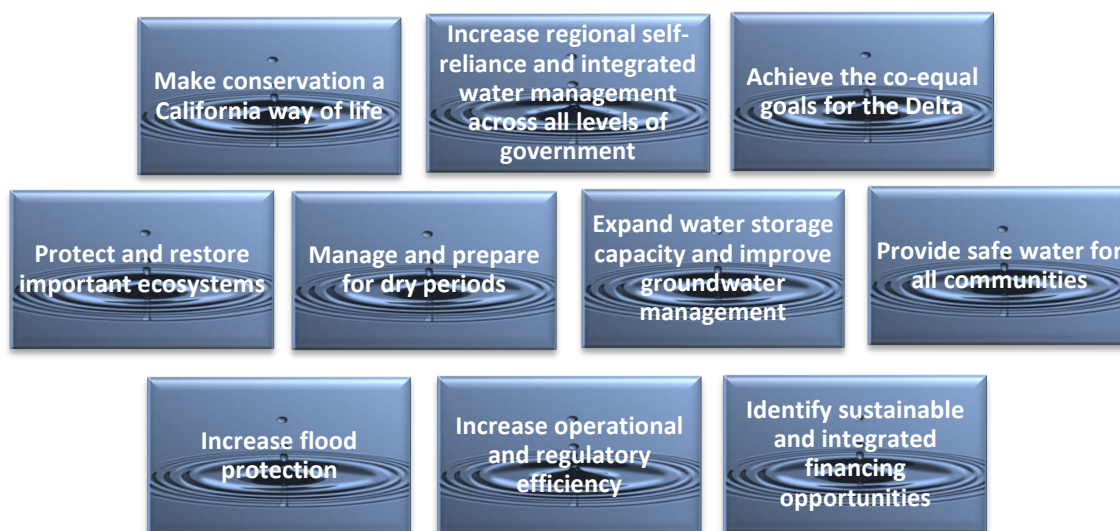 Make conservation a
California way of life
Increase regional self-
reliance and integrated
water management
across all levels of
government
Achieve the co-equal
goals for the Delta
Protect and restore
important ecosystems
Manage and prepare
for dry periods
Expand water storage
capacity and improve
groundwater
management
Provide safe water for
all communities
Increase flood
protection
Increase operational
and regulatory
efficiency
Identify sustainable
and integrated
financing
opportunities